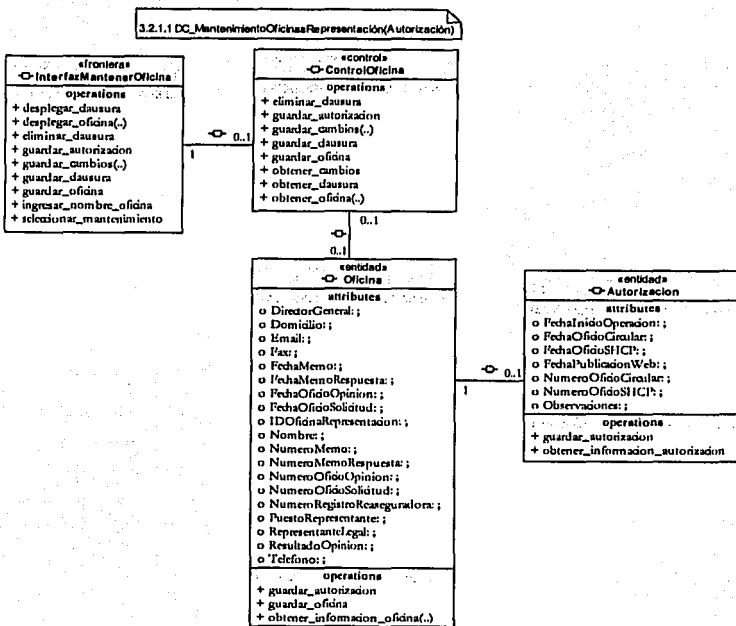 3.2.1.1 DC_MantenimientoOficinasRepresentación(Autorización)
«frontera»
InterfazMantenerOficina
operations
+ desplegar_clausura
+ desplegar_oficina(..)
+ eliminar_clausura
+ guardar_autorizacion
+ guardar_cambios(..)
+ guardar_clausura
+ guardar_oficina
+ ingresar_nombre_oficina
+ seleccionar_mantenimiento
1
0..1
«control»
ControlOficina
operations
+ eliminar_clausura
+ guardar_autorizacion
+ guardar_cambios(..)
+ guardar_clausura
+ guardar_oficina
+ obtener_cambios
+ obtener_clausura
+ obtener_oficina(..)
0..1
0..1
«entidad»
Oficina
attributes
o DirectorGeneral: ;
o Domicilio: ;
o Email: ;
o Fax: ;
o FechaMemo: ;
o FechaMemoRespuesta: ;
o FechaOficioOpinion: ;
o FechaOficioSolicitud: ;
o IDOficinaRepresentacion: ;
o Nombre: ;
o NumeroMemo: ;
o NumeroMemoRespuesta: ;
o NumeroOficioOpinion: ;
o NumeroOficioSolicitud: ;
o NumeroRegistroReaseguradora: ;
o PuestoRepresentante: ;
o RepresentanteLegal: ;
o ResultadoOpinion: ;
o Telefono: ;
operations
+ guardar_autorizacion
+ guardar_oficina
+ obtener_informacion_oficina(..)
1
0..1
«entidad»
Autorizacion
attributes
o FechaInicioOperacion: ;
o FechaOficioCircular: ;
o FechaOficioSHCP: ;
o FechaPublicacionWeb: ;
o NumeroOficioCircular: ;
o NumeroOficioSHCP: ;
o Observaciones: ;
operations
+ guardar_autorizacion
+ obtener_informacion_autorizacion